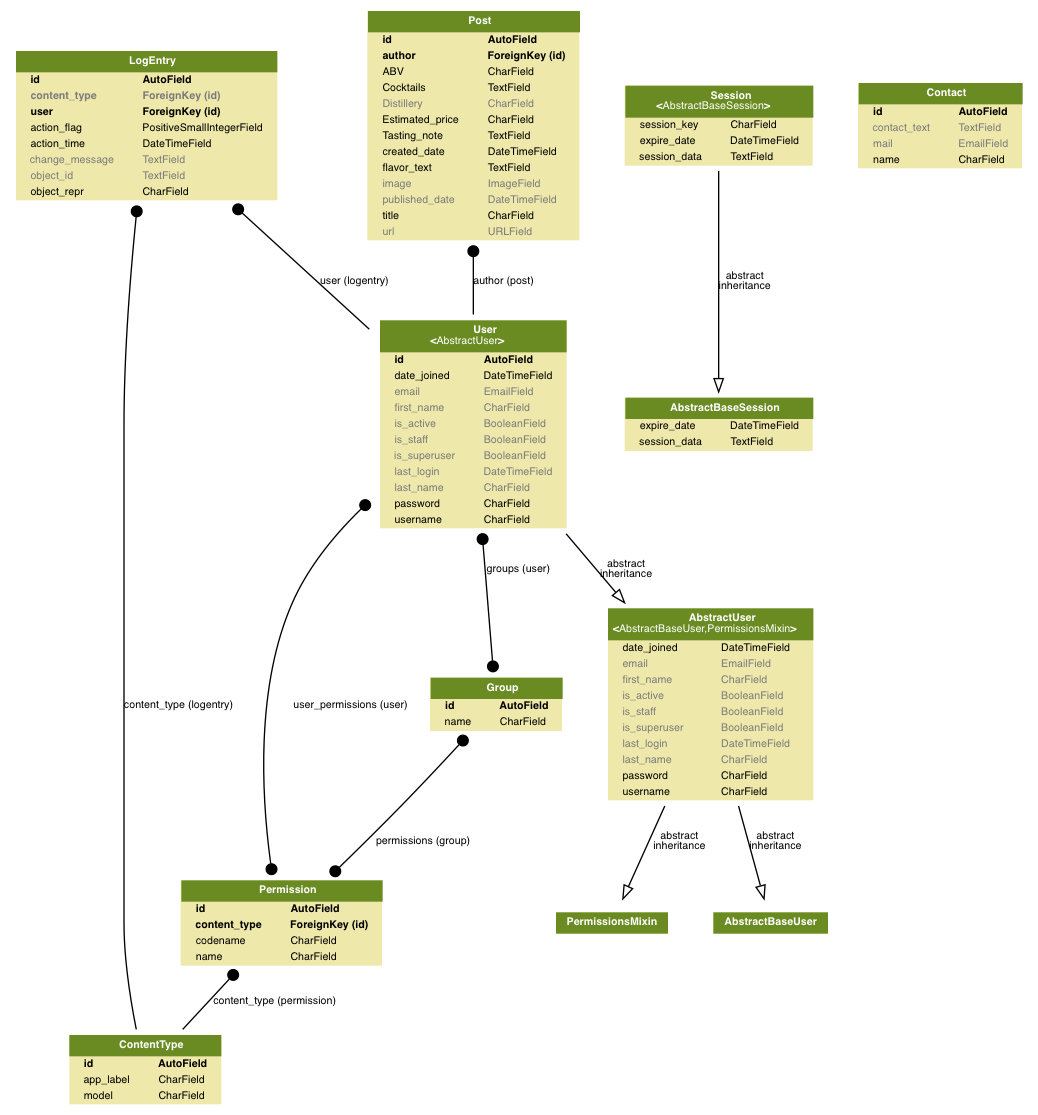 Post
id AutoField
author ForeignKey (id)
ABV CharField
Cocktails TextField
Distillery CharField
Estimated_price CharField
Tasting_note TextField
created_date DateTimeField
flavor_text TextField
image ImageField
published_date DateTimeField
title CharField
url URLField
LogEntry
id AutoField
content_type ForeignKey (id)
user ForeignKey (id)
action_flag PositiveSmallIntegerField
action_time DateTimeField
change_message TextField
object_id TextField
object_repr CharField
Session
<AbstractBaseSession>
session_key CharField
expire_date DateTimeField
session_data TextField
Contact
id AutoField
contact_text TextField
mail EmailField
name CharField
user (logentry)
author (post)
abstract
inheritance
User
<AbstractUser>
id AutoField
date_joined DateTimeField
email EmailField
first_name CharField
is_active BooleanField
is_staff BooleanField
is_superuser BooleanField
last_login DateTimeField
last_name CharField
password CharField
username CharField
AbstractBaseSession
expire_date DateTimeField
session_data TextField
groups (user)
abstract
inheritance
AbstractUser
<AbstractBaseUser,PermissionsMixin>
date_joined DateTimeField
email EmailField
first_name CharField
is_active BooleanField
is_staff BooleanField
is_superuser BooleanField
last_login DateTimeField
last_name CharField
password CharField
username CharField
content_type (logentry)
user_permissions (user)
Group
id AutoField
name CharField
permissions (group)
abstract
inheritance
abstract
inheritance
Permission
id AutoField
content_type ForeignKey (id)
codename CharField
name CharField
PermissionsMixin
AbstractBaseUser
content_type (permission)
ContentType
id AutoField
app_label CharField
model CharField